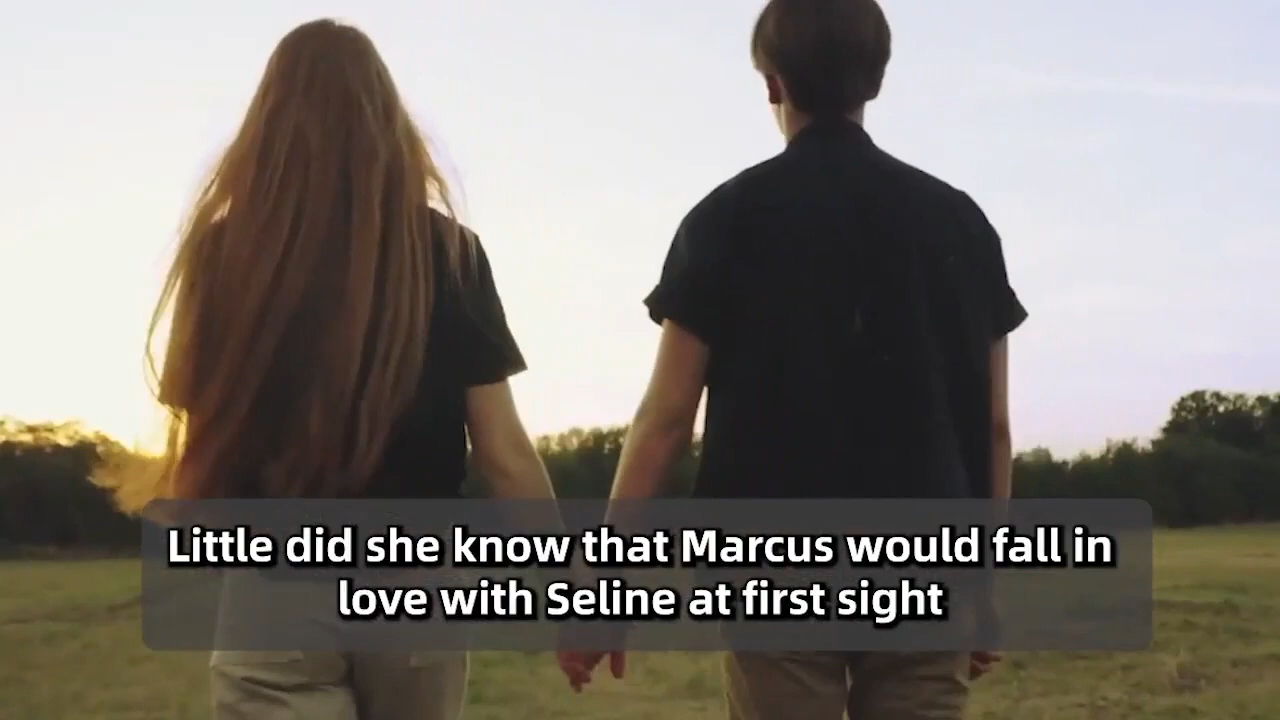 Little did she know that Marcus would fall in
love with Seline at first sight